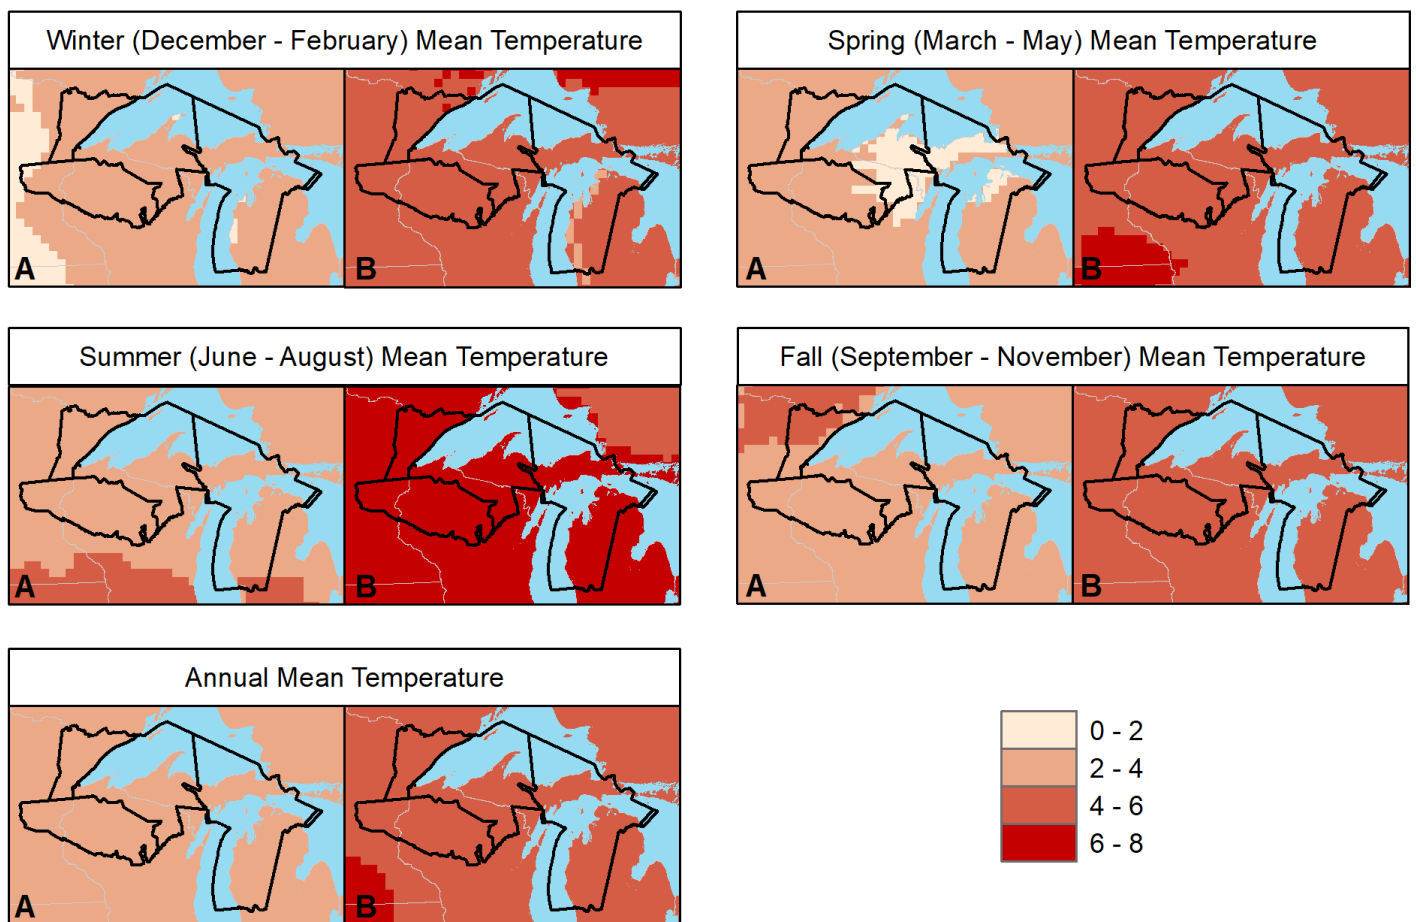 Winter (December - February) Mean Temperature
A
B
Spring (March - May) Mean Temperature
A
B
Summer (June - August) Mean Temperature
A
B
Fall (September - November) Mean Temperature
A
B
Annual Mean Temperature
A
B
0 - 2
2 - 4
4 - 6
6 - 8